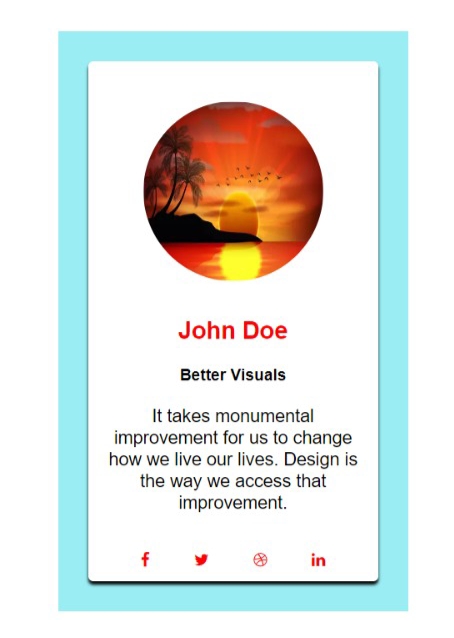 John Doe
Better Visuals
It takes monumental
improvement for us to change
how we live our lives. Design is
the way we access that
improvement.